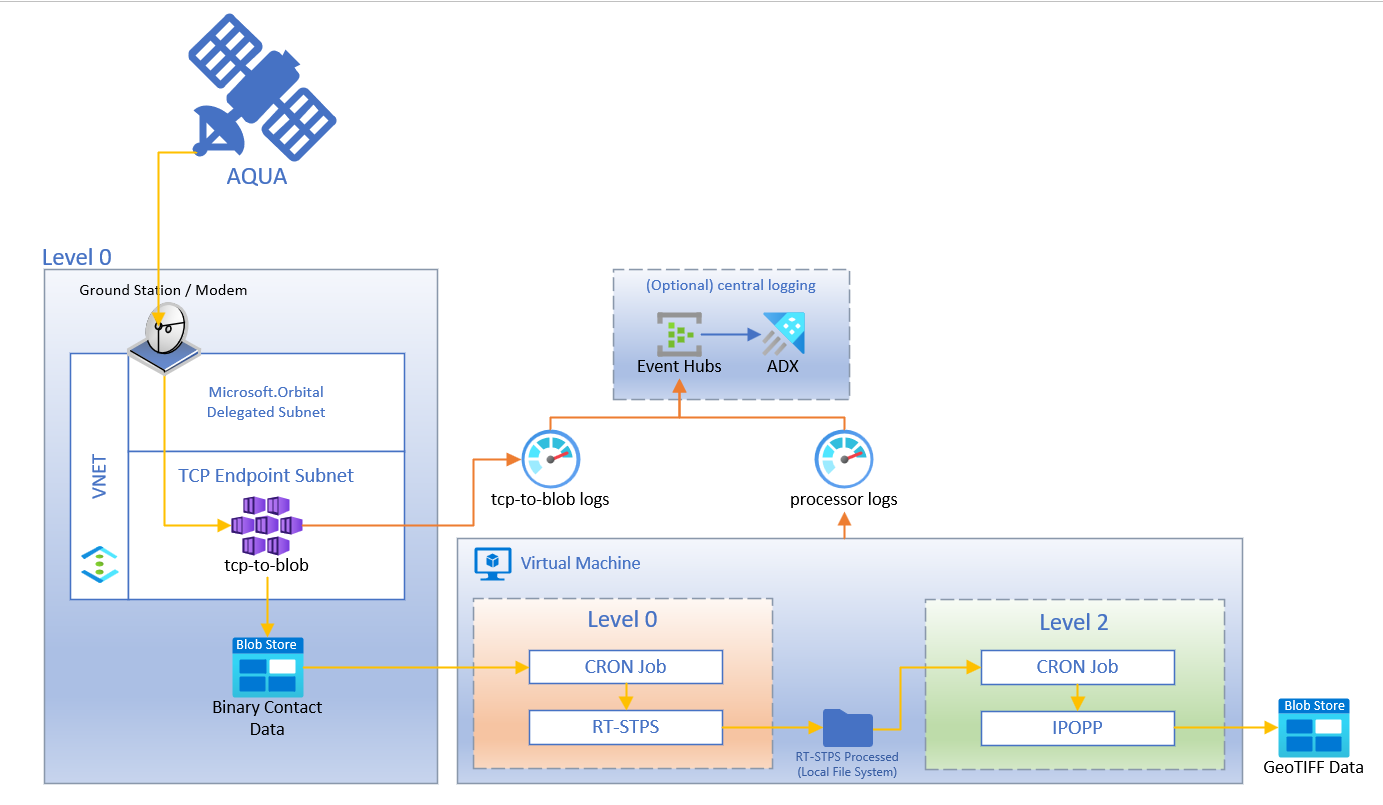 AQUA
Level 0
Ground Station / Modem
Microsoft.Orbital
Delegated Subnet
VNET
TCP Endpoint Subnet
tcp-to-blob
Blob Store
Binary Contact
Data
(Optional) central logging
Event Hubs
ADX
tcp-to-blob logs
processor logs
Virtual Machine
Level 0
CRON Job
RT-STPS
RT-STPS Processed
(Local File System)
Level 2
CRON Job
IPOPP
Blob Store
GeoTIFF Data